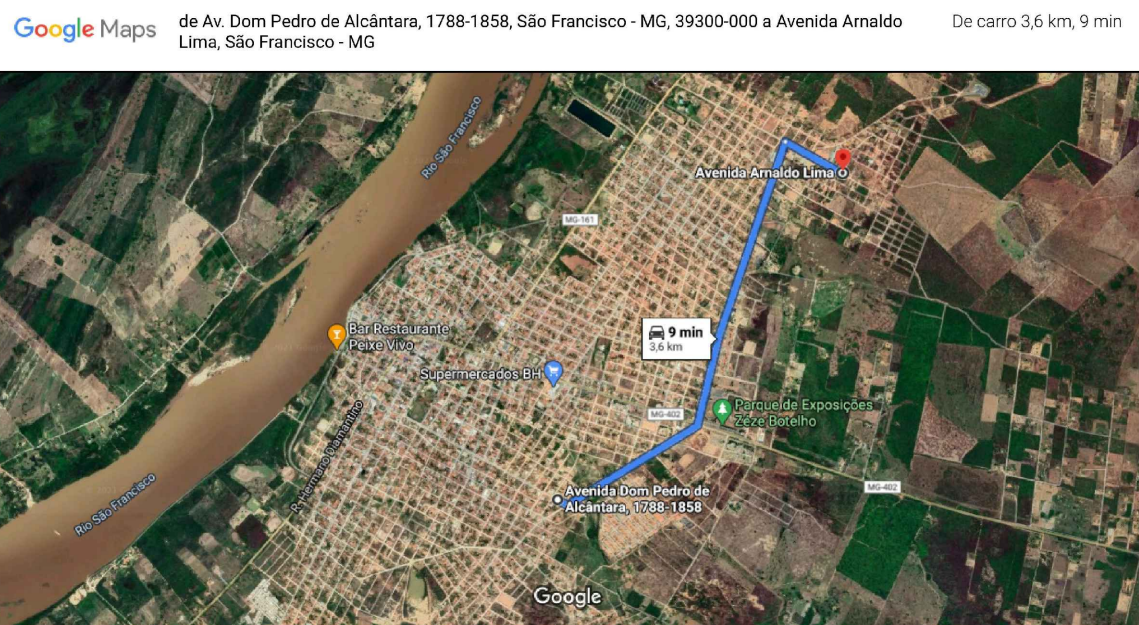 Google Maps
de Av. Dom Pedro de Alcântara, 1788-1858, São Francisco - MG, 39300-000 a Avenida Arnaldo
Lima, São Francisco - MG
De carro 3,6 km, 9 min
Rio São Francisco
Avenida Arnaldo Lima
MG-161
Bar Restaurante
Peixe Vivo
9 min
3,6 km
Supermercados BH
MG-402
Parque de Exposições
Zéze Botelho
R. Hermano Diamantino
Rio São Francisco
Avenida Dom Pedro de
Alcântara, 1788-1858
MG-402
Google